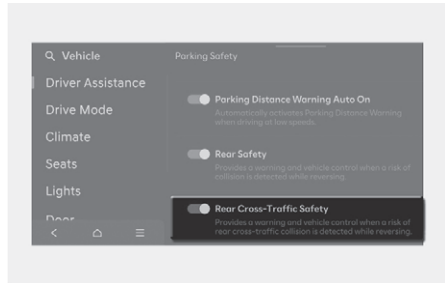 Vehicle
Parking Safety
Driver Assistance
Drive Mode
Climate
Seats
Lights
Door
Parking Distance Warning Auto On
Automatically activates Parking Distance Warning
when driving at low speeds.
Rear Safety
Provides a warning and vehicle control when a risk of
collision is detected while reversing.
Rear Cross-Traffic Safety
Provides a warning and vehicle control when a risk of
rear cross-traffic collision is detected while reversing.